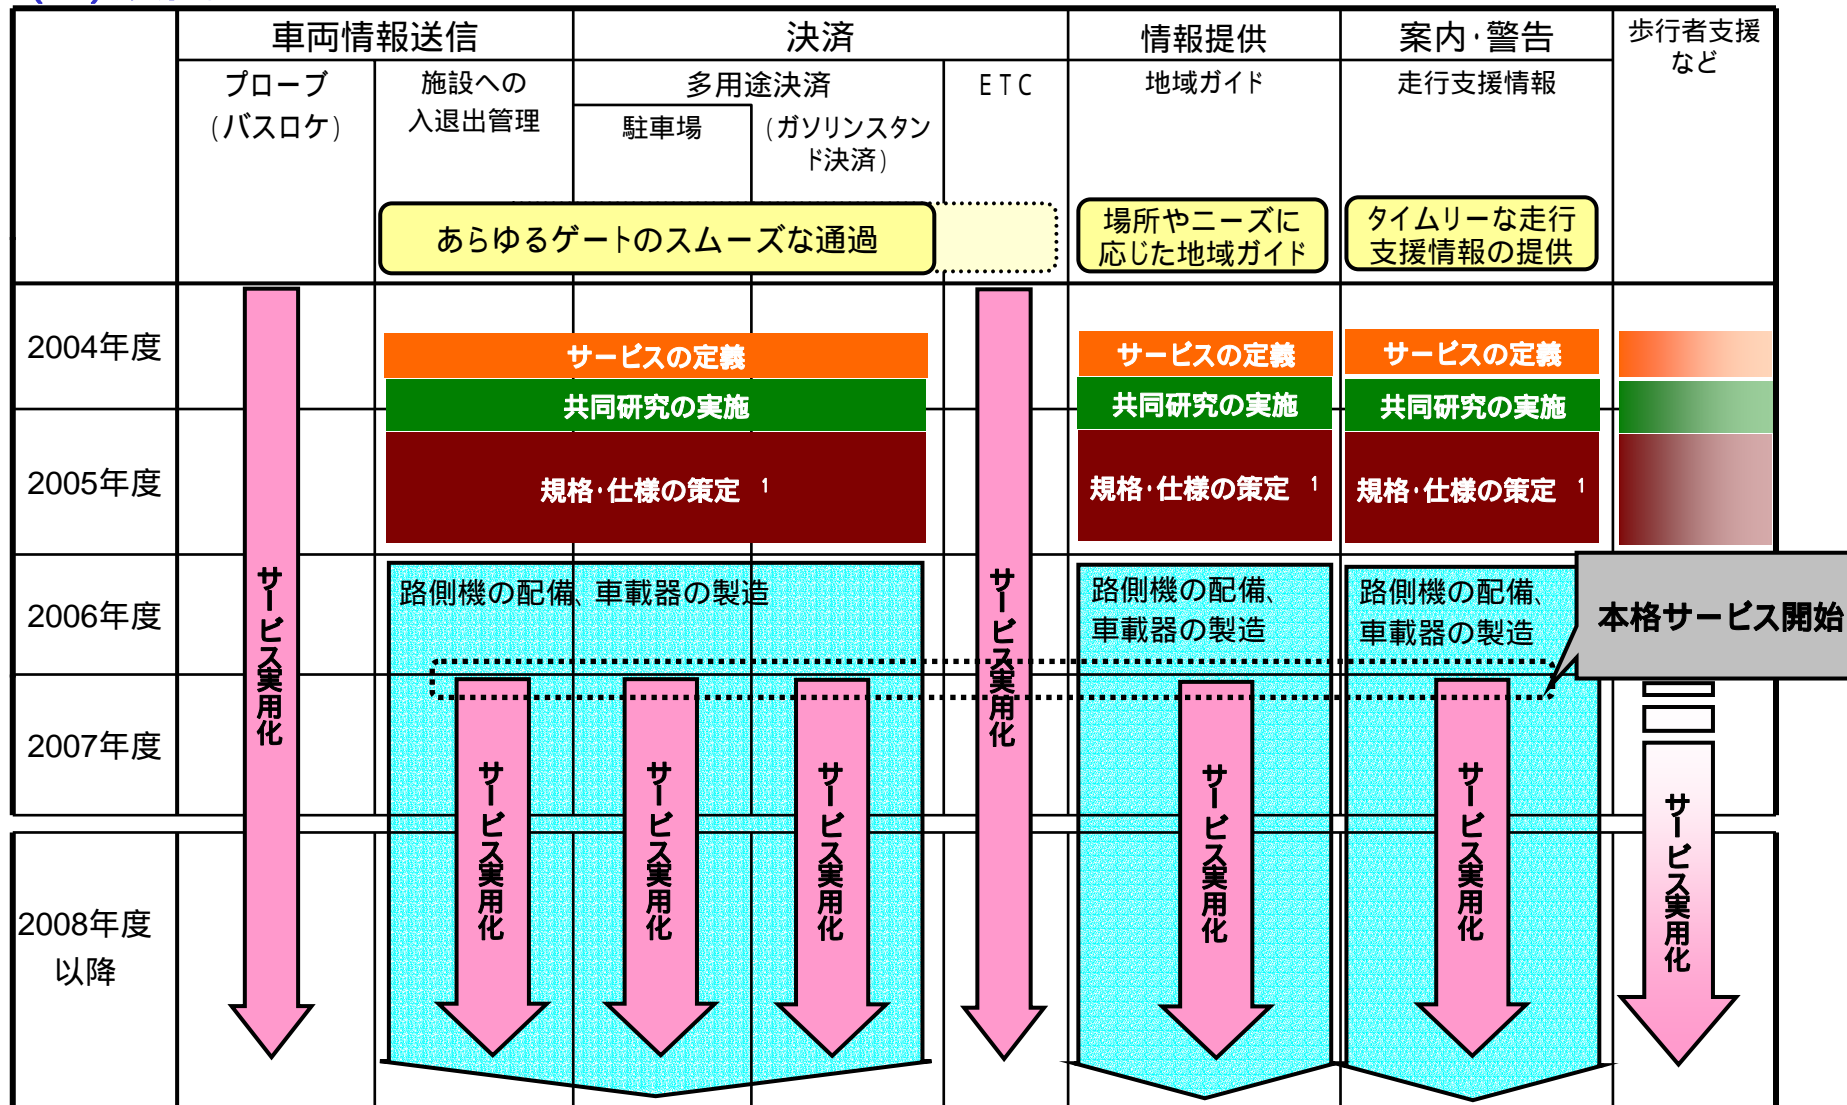 車両情報送信
決済
情報提供
案内・警告
歩行者支援
など
プローブ
(バスロケ)
施設への
入退出管理
多用途決済
駐車場
(ガソリンスタン
ド決済)
ETC
地域ガイド
走行支援情報
あらゆるゲートのスムーズな通過
場所やニーズに
応じた地域ガイド
タイムリーな走行
支援情報の提供
2004年度
サービスの定義
サービスの定義
サービスの定義
共同研究の実施
共同研究の実施
共同研究の実施
2005年度
規格・仕様の策定 1
規格・仕様の策定 1
規格・仕様の策定 1
2006年度
路側機の配備、車載器の製造
路側機の配備、
車載器の製造
路側機の配備、
車載器の製造
本格サービス開始
サービス実用化
サービス実用化
2007年度
サービス実用化
サービス実用化
サービス実用化
サービス実用化
サービス実用化
サービス実用化
2008年度
以降